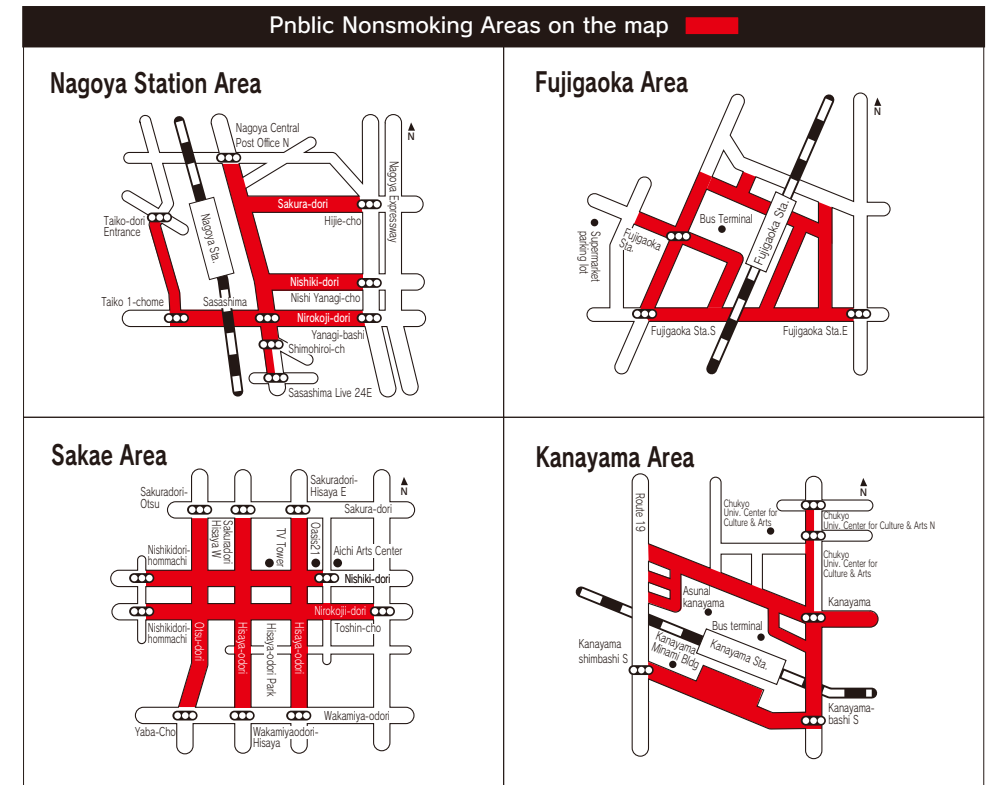 Pnblic Nonsmoking Areas on the map
Nagoya Station Area
Nagoya Central
Post Office N
N
Nagoya Expressway
Sakura-dori
Hijie-cho
Taiko-dori
Entrance
Nagoya Sta.
Nishiki-dori
Nishi Yanagi-cho
Taiko 1-chome
Sasashima
Nirokoji-dori
Yanagi-bashi
Shimohiroi-ch
Sasashima Live 24E
Fujigaoka Area
N
Bus Terminal
Fujigaoka Sta.
Fujigaoka
Sta.
Supermarket
parking lot
Fujigaoka Sta.S
Fujigaoka Sta.E
Sakae Area
Sakuradori-
Otsu
Sakuradori-
Hisaya E
N
Sakura-dori
Sakuradori
Hisaya W
TV Tower
Oasis21
Aichi Arts Center
Nishikidori-
hommachi
Nishiki-dori
Nirokoji-dori
Nishikidori-
hommachi
Toshin-cho
Otsu-dori
Hisaya-odori
Hisaya-odori Park
Hisaya-odori
Wakamiya-odori
Yaba-Cho
Wakamiyaodori-
Hisaya
Kanayama Area
Route 19
N
Chukyo
Univ. Center for
Culture & Arts
Chukyo
Univ. Center for Culture & Arts N
Chukyo
Univ. Center for
Culture & Arts
Asunal
kanayama
Kanayama
Bus terminal
Kanayama
shimbashi S
Kanayama
Minami Bldg
Kanayama Sta.
Kanayama-
bashi S